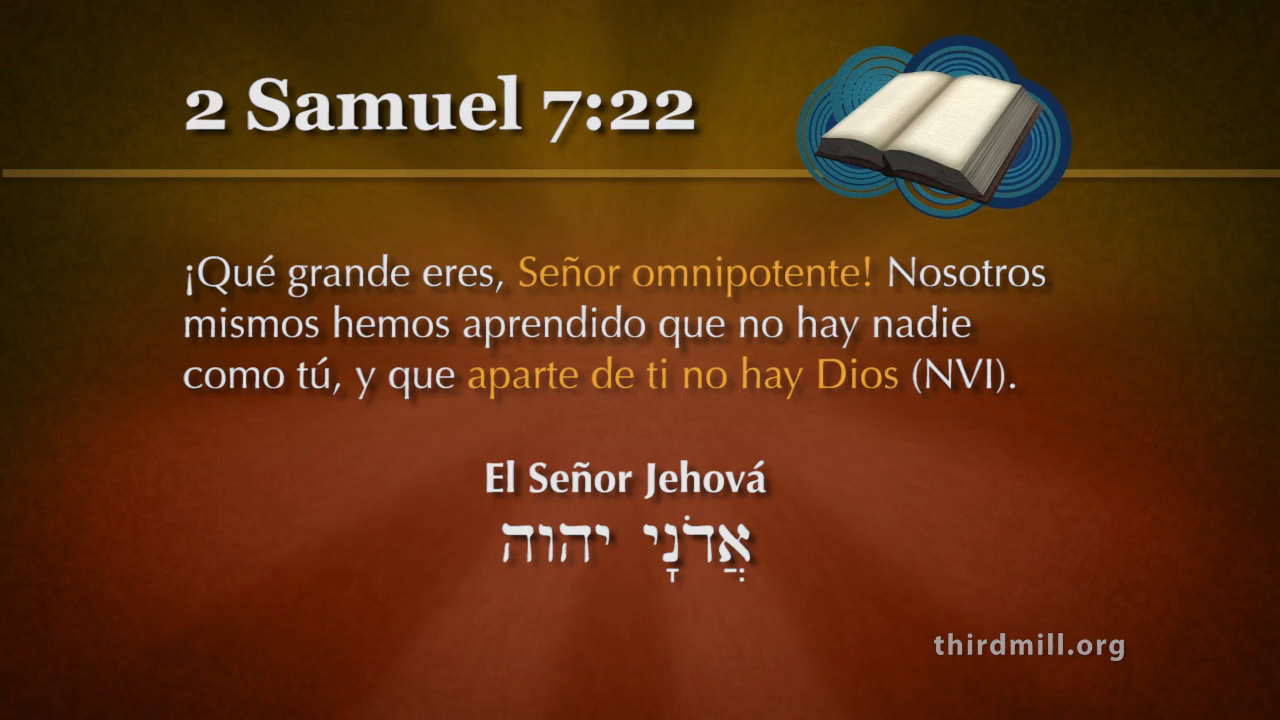 2 Samuel 7:22
¡Qué grande eres, Señor omnipotente! Nosotros
mismos hemos aprendido que no hay nadie
como tú, y que aparte de ti no hay Dios (NVI).
El Señor Jehová
אֲדֹנָי יהוה
thirdmill.org